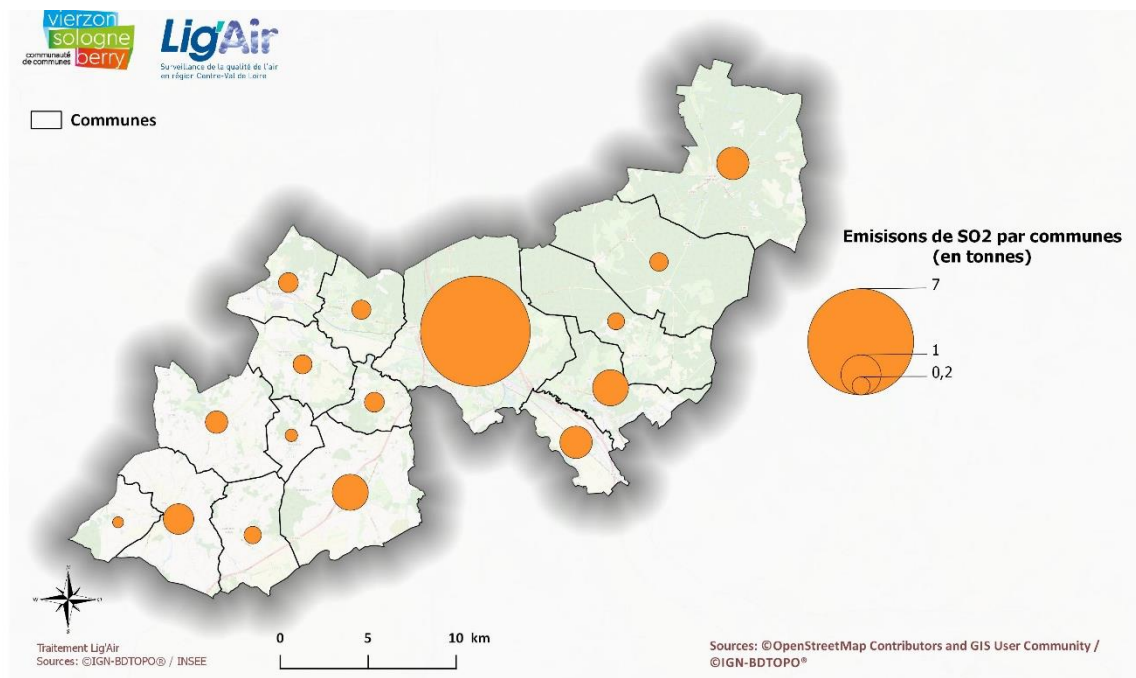 vierzon
sologne
communauté
de communes
berry
Lig'Air
Surveillance de la qualité de l'air
en région Centre-Val de Loire
Communes
Emisisons de SO2 par communes
(en tonnes)
7
1
0,2
0 5 10 km
Traitement Lig'Air
Sources: ©IGN-BDTOPO® / INSEE
Sources: ©OpenStreetMap Contributors and GIS User Community /
©IGN-BDTOPO®